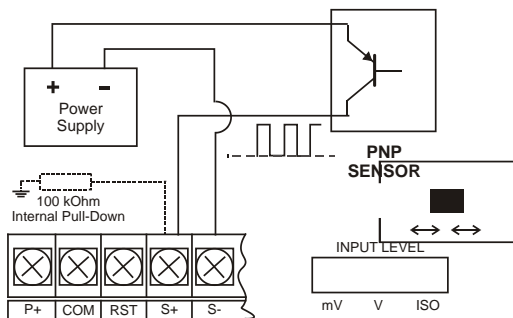 + -
Power
Supply
PNP
SENSOR
100 kOhm
Internal Pull-Down
INPUT LEVEL
P+ COM RST S+ S-
mV V ISO